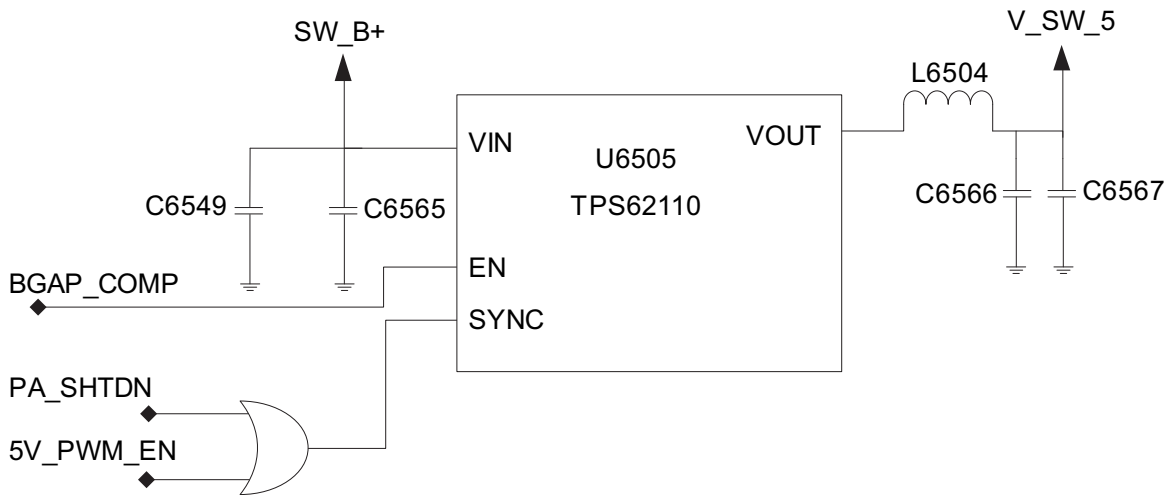 SW_B+
V_SW_5
L6504
VIN
VOUT
U6505
TPS62110
C6549
C6565
C6566
C6567
EN
BGAP_COMP
SYNC
PA_SHTDN
5V_PWM_EN